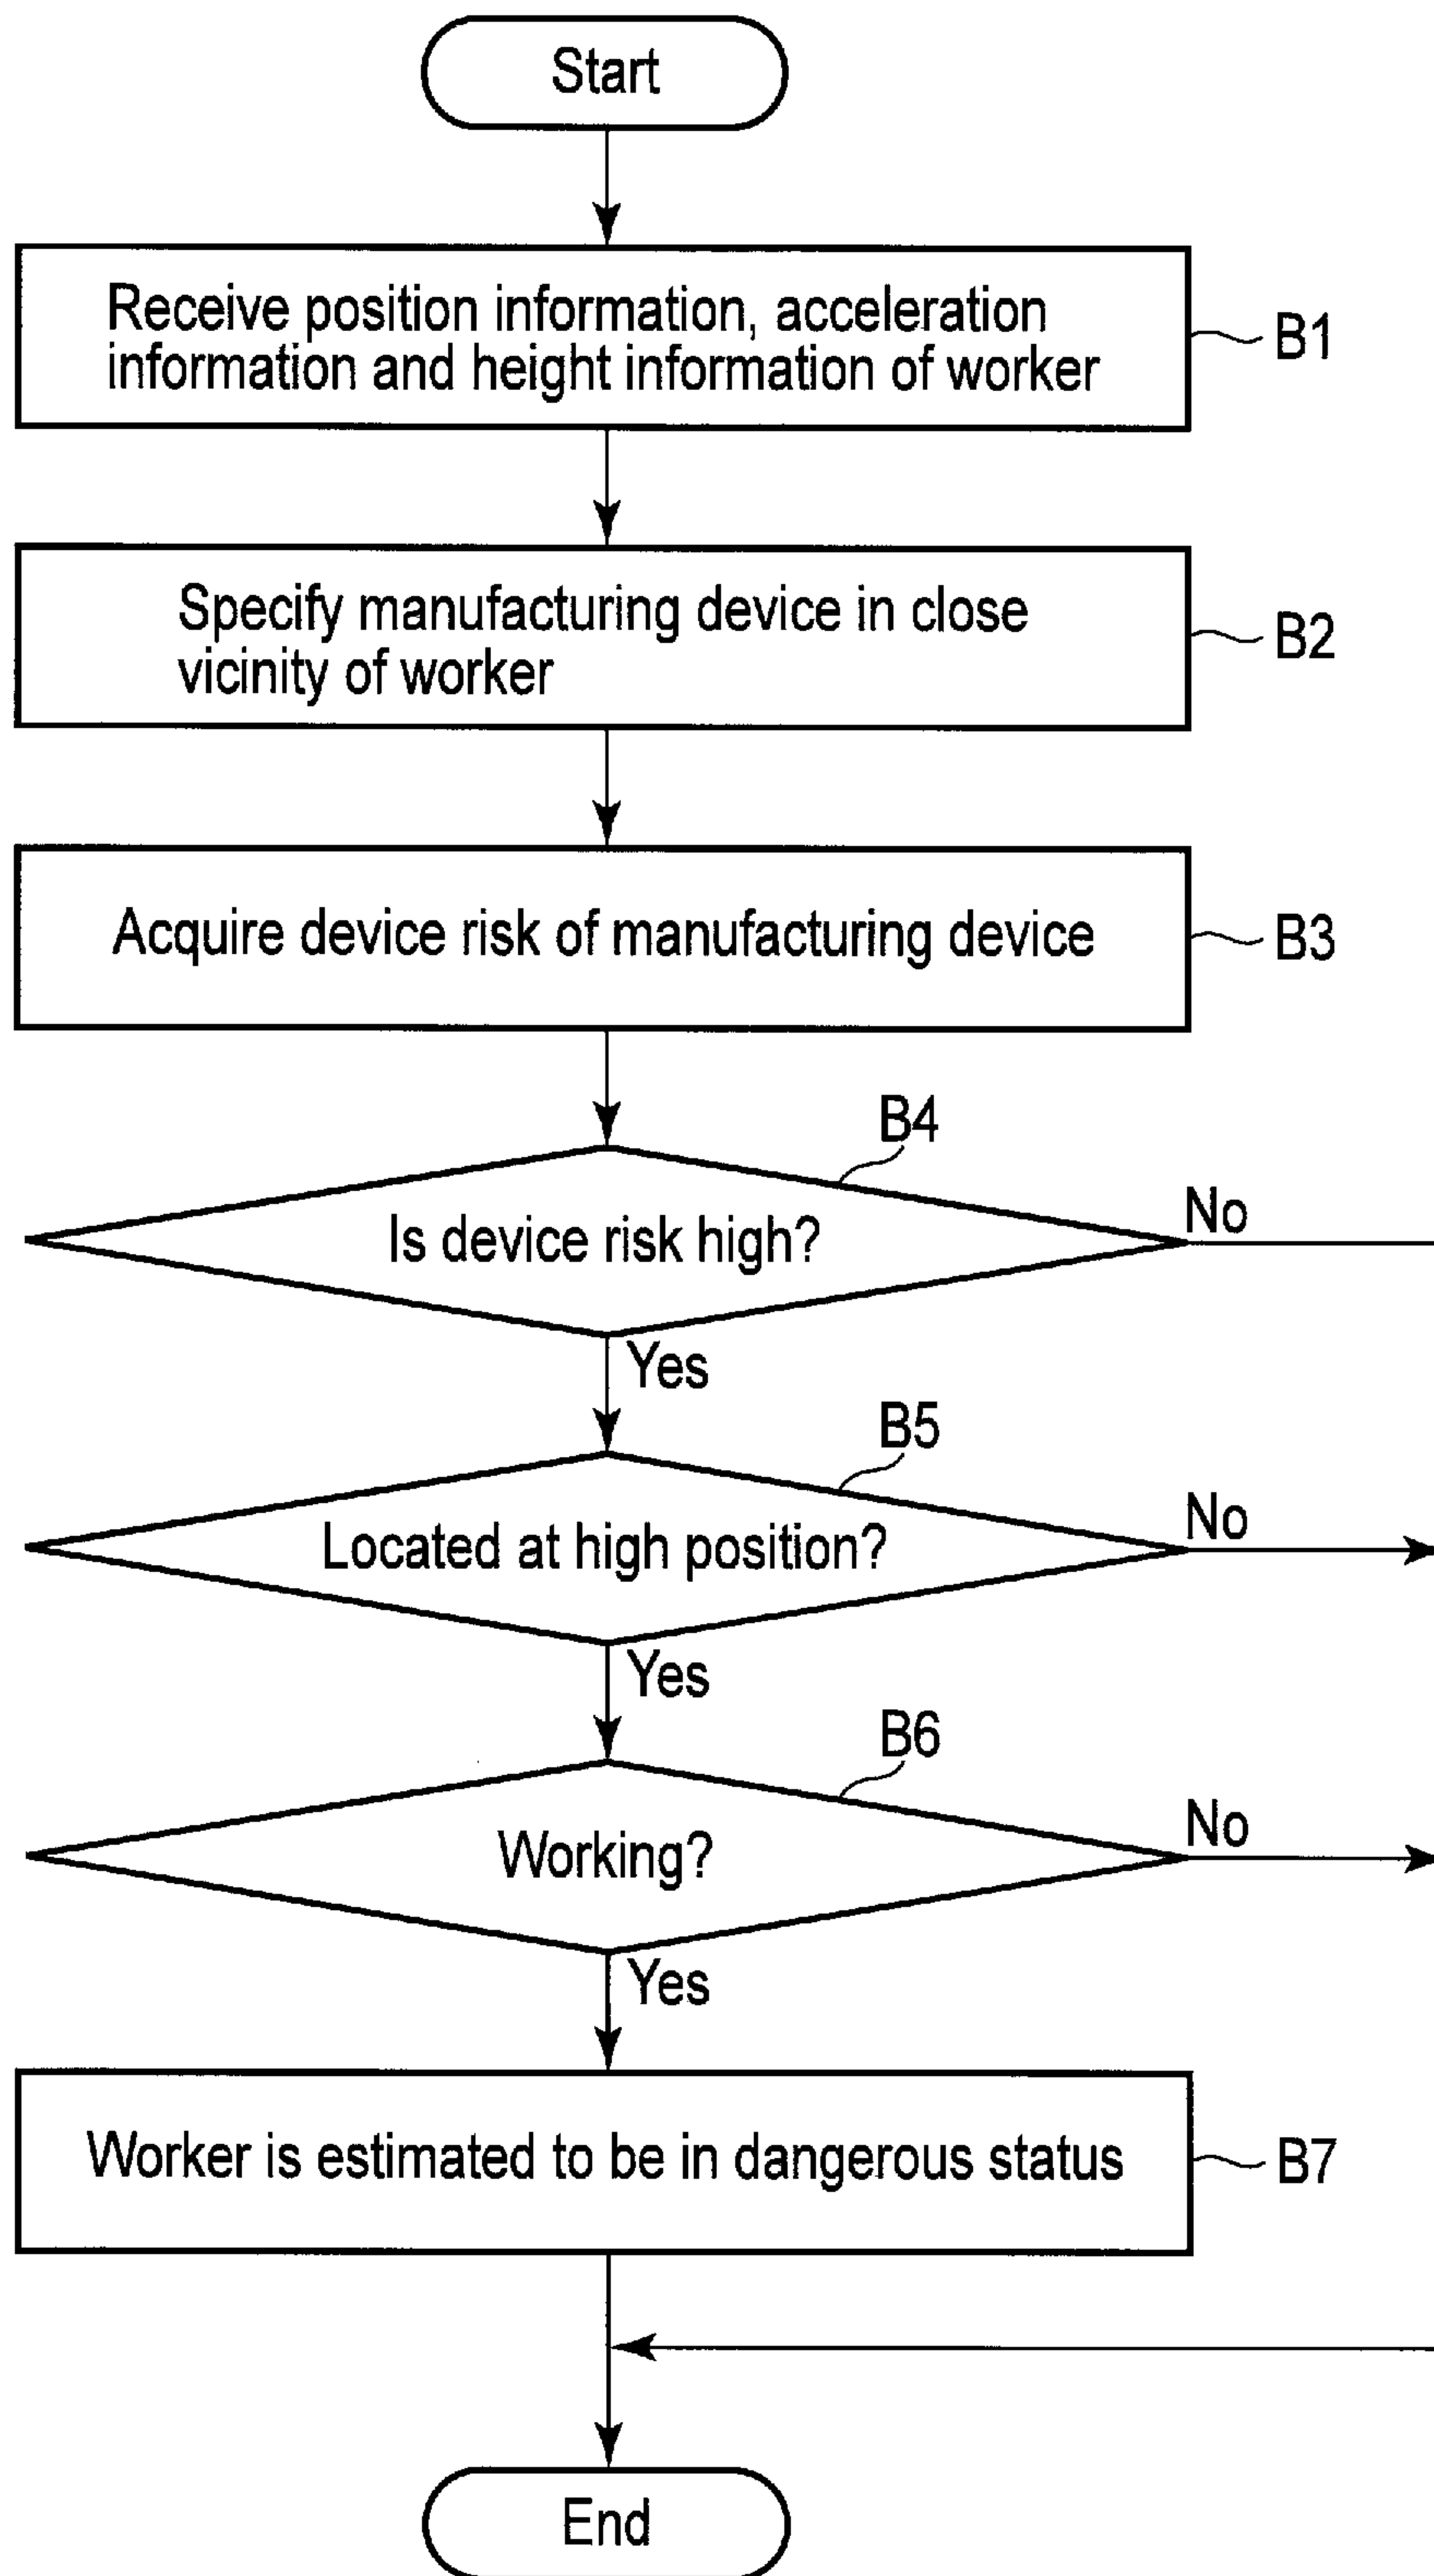 Start
Receive position information, acceleration
information and height information of worker
B1
Specify manufacturing device in close
vicinity of worker
B2
Acquire device risk of manufacturing device
B3
B4
Is device risk high?
No
Yes
B5
Located at high position?
No
Yes
B6
Working?
No
Yes
Worker is estimated to be in dangerous status
B7
End